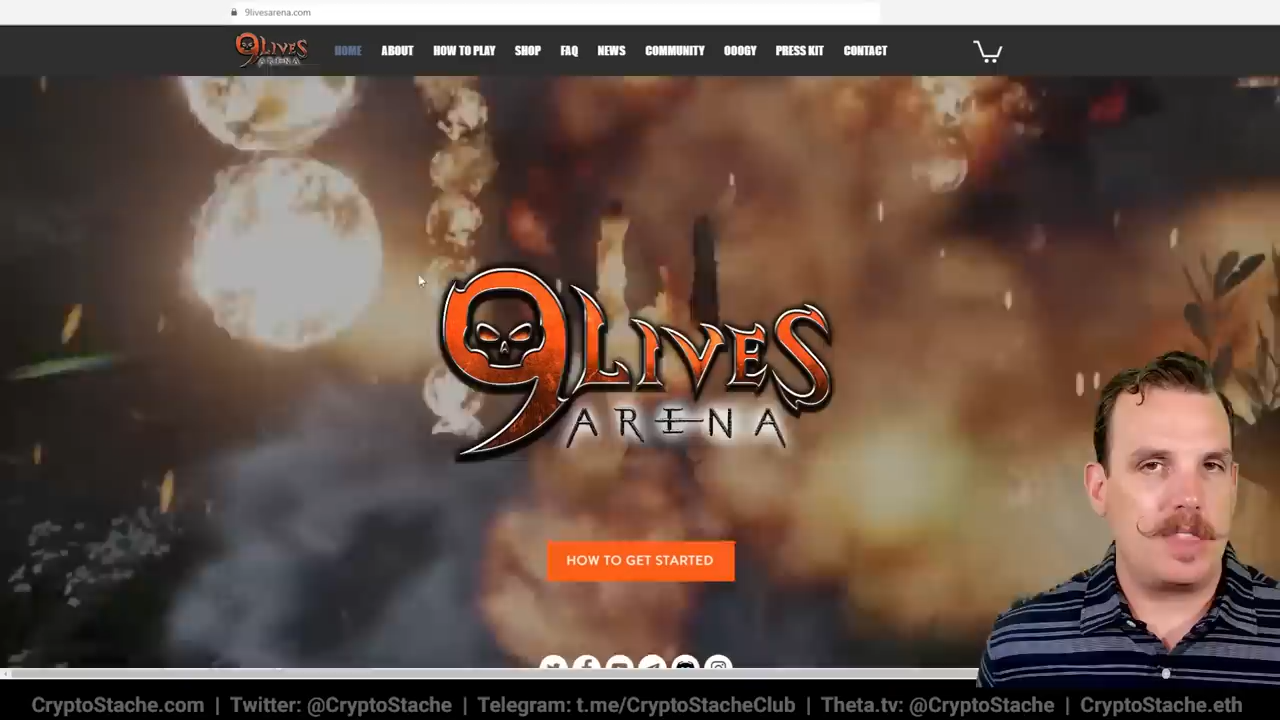 9livesarena.com
9LIVES
ARENA
HOME ABOUT HOW TO PLAY SHOP FAQ NEWS COMMUNITY OOOGY PRESS KIT CONTACT
9LIVES
ARENA
HOW TO GET STARTED
CryptoStache.com | Twitter: @CryptoStache | Telegram: t.me/CryptoStacheClub | Theta.tv: @CryptoStache | CryptoStache.eth